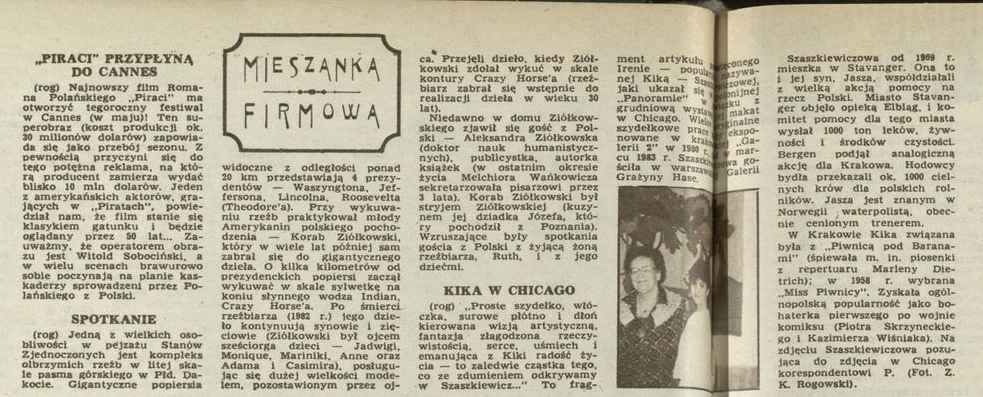 „PIRACI" PRZYPŁYNĄ
DO CANNES
(rog) Najnowszy film Roma-
na Polańskiego „Piraci" ma
otworzyć tegoroczny festiwal
w Cannes (w maju)! Ten su-
perobraz (koszt produkcji ok.
30 milionów dolarów) zapowia-
da się jako przebój sezonu. Z
pewnością przyczyni się do
tego potężna reklama, na któ-
rą producent zamierza wydać
blisko 10 mln dolarów. Jeden
z amerykańskich aktorów, gra-
jących w „Piratach", powie-
dział nam, że film stanie się
klasykiem gatunku i będzie
oglądany przez 50 lat... Za-
uważmy, że operatorem obra-
zu jest Witold Sobociński, a
w wielu scenach brawurowo
sobie poczynają na planie kas-
kaderzy sprowadzeni przez Po-
lańskiego z Polski.
SPOTKANIE
(rog) Jedną z wielkich oso-
bliwości w pejzażu Stanów
Zjednoczonych jest kompleks
olbrzymich rzeźb w litej ska-
le pasma górskiego w Płd. Da-
kocie. Gigantyczne popiersia
MIESZANKA
FIRMOWA
widoczne z odległości ponad
20 km przedstawiają 4 prezy-
dentów — Waszyngtona, Jef-
fersona, Lincolna, Roosevelta
(Theodore'a). Przy wykuwa-
niu rzeźb praktykował młody
Amerykanin polskiego pocho-
dzenia — Korab Ziółkowski,
który w wiele lat później sam
zabrał się do gigantycznego
dzieła. O kilka kilometrów od
prezydenckich popiersi zaczął
wykuwać w skale sylwetkę na
koniu słynnego wodza Indian,
Crazy Horse'a. Po śmierci
rzeźbiarza (1982 r.) jego dzie-
ło kontynuują synowie i zię-
ciowie (Ziółkowski był ojcem
sześciorga dzieci — Jadwigi,
Monique, Mariniki, Anne oraz
Adama i Casimira), posługu-
jąc się dużej wielkości mode-
lem, pozostawionym przez oj-
ca. Przejęli dzieło, kiedy Ziół-
kowski zdołał wykuć w skale
kontury Crazy Horse'a (rzeź-
biarz zabrał się wstępnie do
realizacji dzieła w wieku 30
lat).
Niedawno w domu Ziółkow-
skiego zjawił się gość z Pol-
ski — Aleksandra Ziółkowska
(doktor nauk humanistycz-
nych), publicystka, autorka
książek (w ostatnim okresie
życia Melchiora Wańkowicza
sekretarzowała pisarzowi przez
3 lata). Korab Ziółkowski był
stryjem Ziółkowskiej (kuzy-
nem jej dziadka Józefa, któ-
ry pochodził z Poznania).
Wzruszające były spotkania
gościa z Polski z żyjącą żoną
rzeźbiarza, Ruth, i z jego
dziećmi.
KIKA W CHICAGO
(rog) „Proste szydełko, włó-
czka, surowe płótno i dłoń
kierowana wizją artystyczną,
fantazja złagodzona rzeczy-
wistością, serce, uśmiech i
emanująca z Kiki radość ży-
cia — to zaledwie cząstka tego,
co ze zdumieniem odkrywamy
w Szaszkiewicz..." To frag-
ment artykułu
Irenie —
nej Kiką —
jaki ukazał się w
„Panoramie" w
grudniową
w Chicago.
szydełkowe prace
nowane w
lerii 2" w 1980 r.
cu 1983 r.
ściła w
Galerii
Grażyny Hase.
Szaszkiewiczowa od 1969 r.
mieszka w Stavanger. Ona to
i jej syn, Jasza, współdziałali
z wielką akcją pomocy na
rzecz Polski. Miasto Stavan-
ger objęło opieką Elbląg, i ko-
mitet pomocy dla tego miasta
wysłał 1000 ton leków, żyw-
ności i środków czystości.
Bergen podjął analogiczną
akcję dla Krakowa. Hodowcy
bydła przekazali ok. 1000 ciel-
nych krów dla polskich rol-
ników. Jasza jest znanym w
Norwegii waterpolistą, obec-
nie cenionym trenerem.
W Krakowie Kika związana
była z „Piwnicą pod Barana-
mi" (śpiewała m. in. piosenki
z repertuaru Marleny Die-
trich); w 1958 r. wybrana
„Miss Piwnicy". Zyskała ogól-
nopolską popularność jako bo-
haterka pierwszego po wojnie
komiksu (Piotra Skrzyneckie-
go i Kazimierza Wiśniaka). Na
zdjęciu Szaszkiewiczowa pozu-
jąca do zdjęcia w Chicago
korespondentowi P. (Fot. Z.
K. Rogowski).